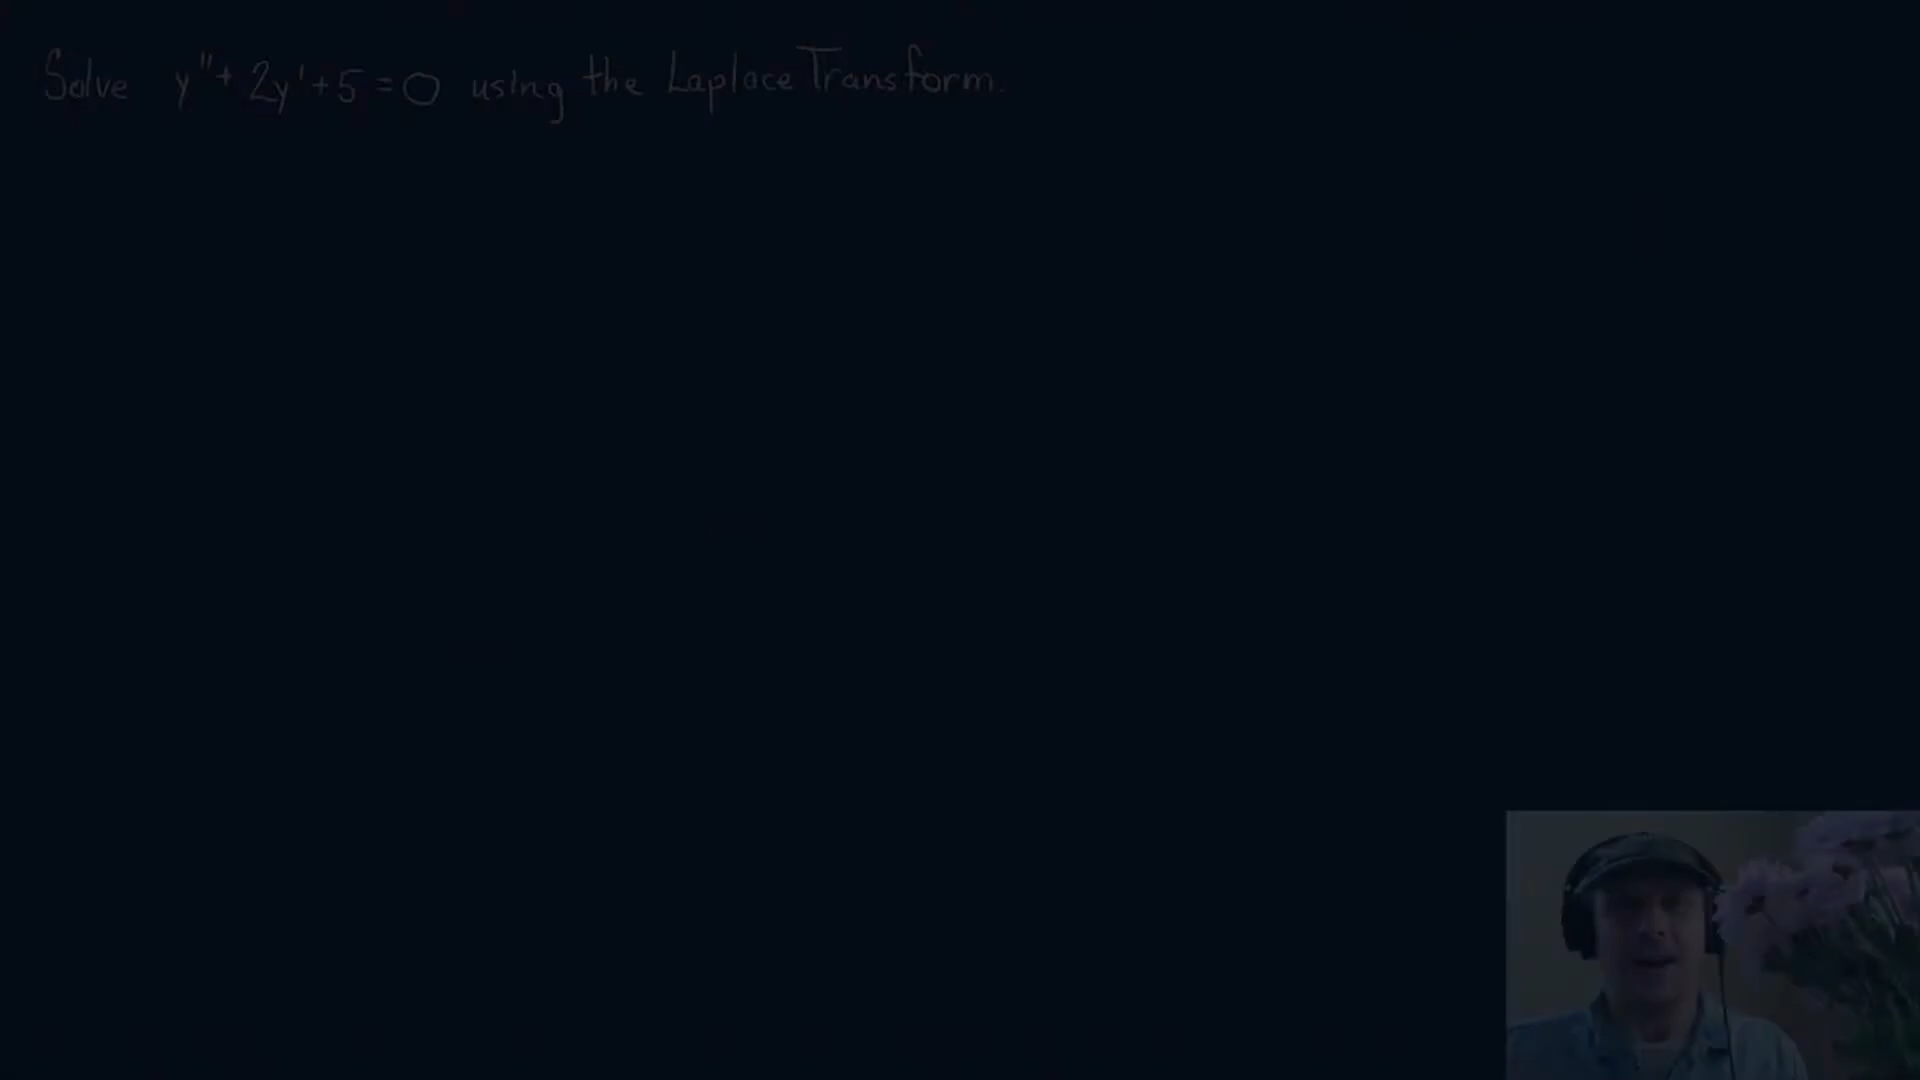 Solve y'' + 2y' + 5 = 0 using the Laplace Transform.